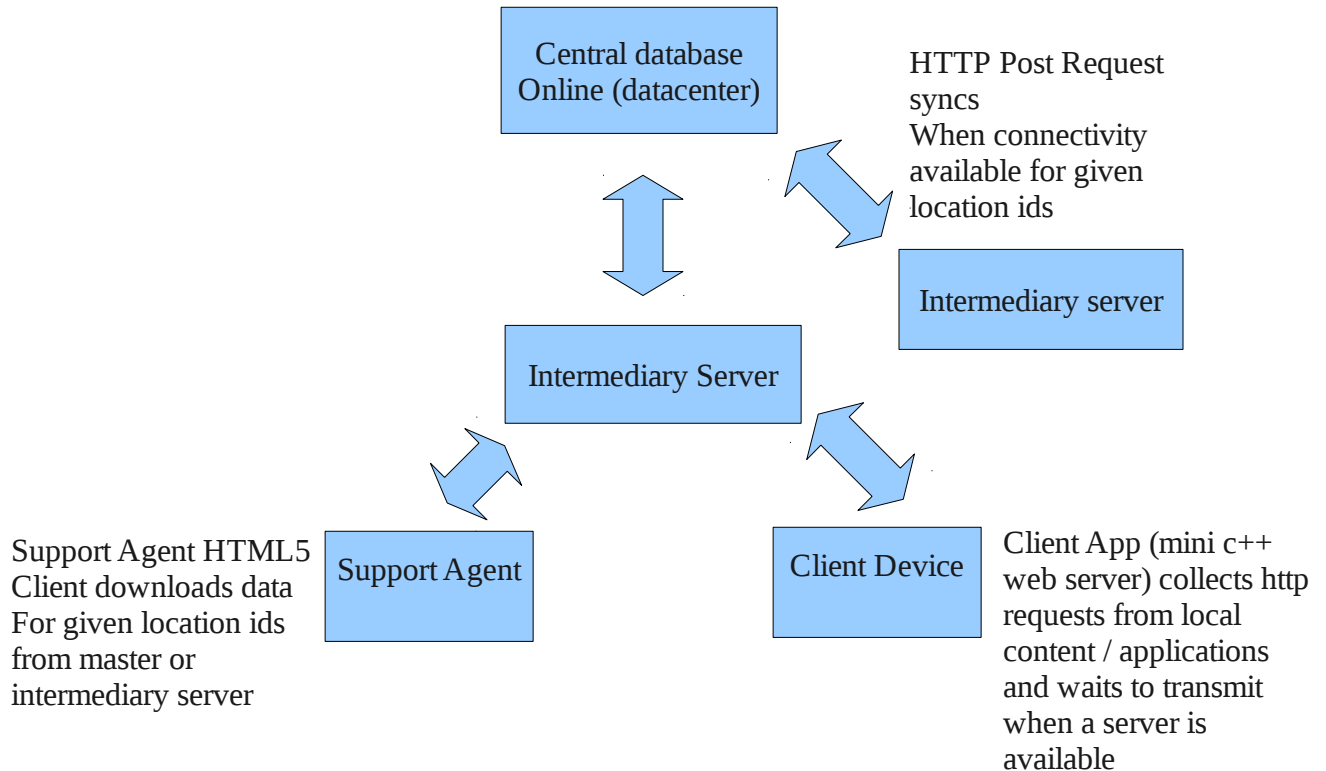 Central database
Online (datacenter)
HTTP Post Request
syncs
When connectivity
available for given
location ids
Intermediary server
Intermediary Server
Support Agent HTML5
Client downloads data
For given location ids
from master or
intermediary server
Support Agent
Client Device
Client App (mini c++
web server) collects http
requests from local
content / applications
and waits to transmit
when a server is
available